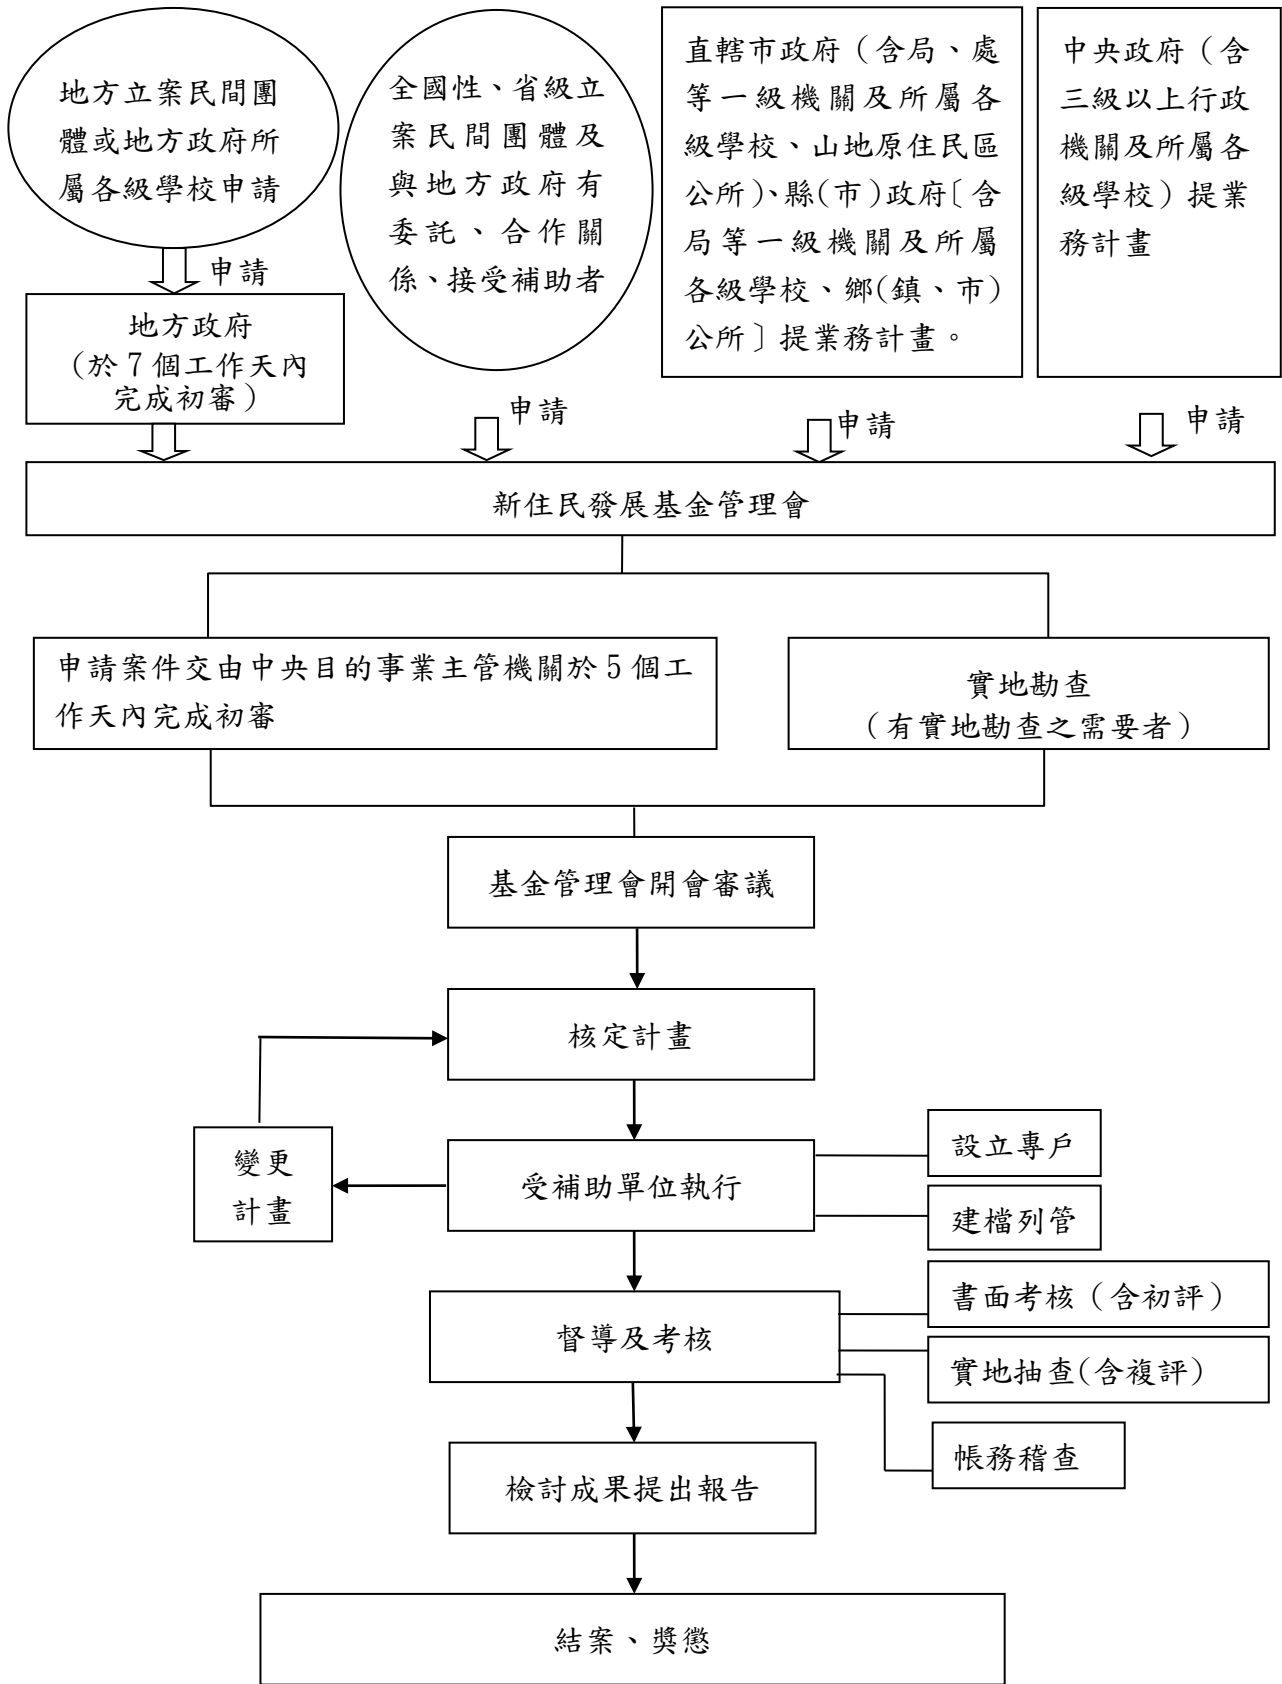 地方立案民間團
體或地方政府所
屬各級學校申請
申請
地方政府
（於7個工作天內
完成初審）
全國性、省級立
案民間團體及
與地方政府有
委託、合作關
係、接受補助者
申請
直轄市政府（含局、處
等一級機關及所屬各
級學校、山地原住民區
公所）、縣(市)政府〔含
局等一級機關及所屬
各級學校、鄉(鎮、市)
公所〕提業務計畫。
申請
中央政府（含
三級以上行政
機關及所屬各
級學校）提業
務計畫
申請
新住民發展基金管理會
申請案件交由中央目的事業主管機關於5個工
作天內完成初審
實地勘查
（有實地勘查之需要者）
基金管理會開會審議
核定計畫
變更
計畫
受補助單位執行
設立專戶
建檔列管
督導及考核
書面考核（含初評）
實地抽查(含複評)
帳務稽查
檢討成果提出報告
結案、獎懲